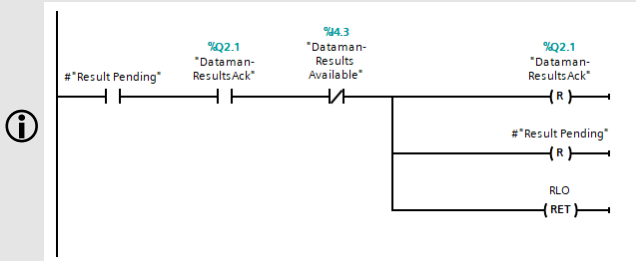 %I4.3
%Q2.1
"Dataman-
%Q2.1
"Dataman-
Results
"Dataman-
#"Result Pending"
ResultsAck"
Available"
ResultsAck"
( R )
#"Result Pending"
( R )
RLO
( RET )